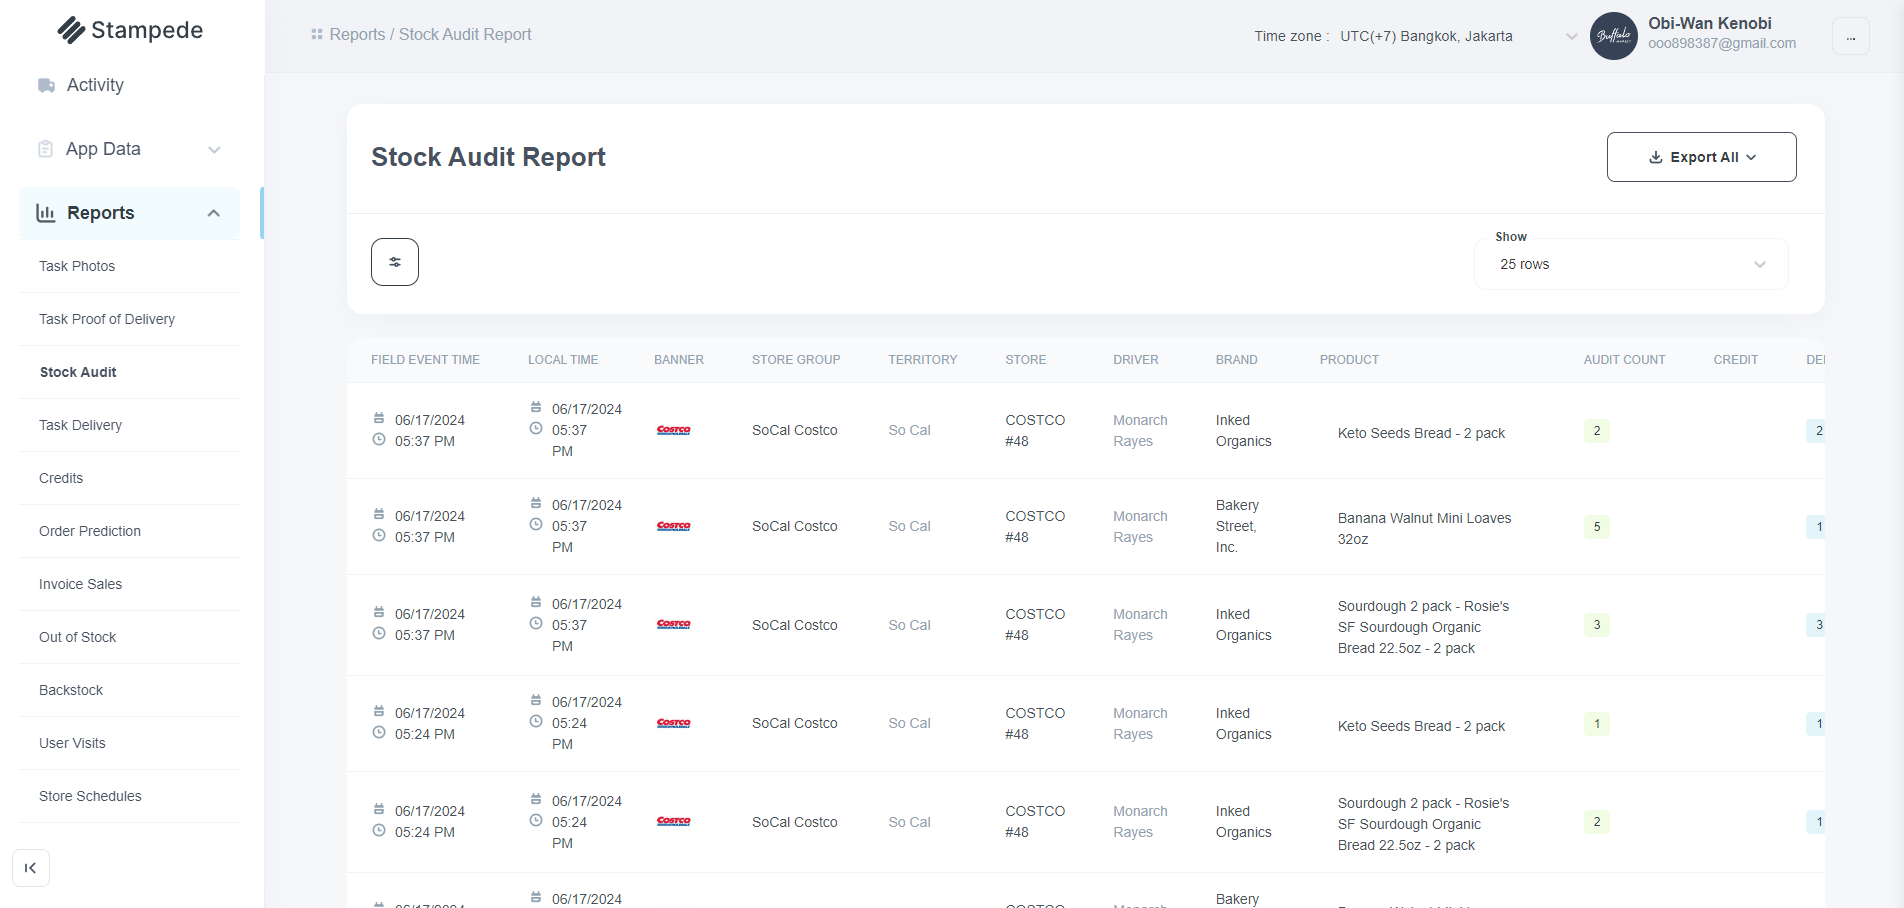 Stampede
Reports / Stock Audit Report
Time zone : UTC(+7) Bangkok, Jakarta
Buffalo
MARKET
Obi-Wan Kenobi
ooo898387@gmail.com
...
Activity
App Data
Reports
Task Photos
Task Proof of Delivery
Stock Audit
Task Delivery
Credits
Order Prediction
Invoice Sales
Out of Stock
Backstock
User Visits
Store Schedules
Stock Audit Report
Export All
Show
25 rows
FIELD EVENT TIME LOCAL TIME BANNER STORE GROUP TERRITORY STORE DRIVER BRAND PRODUCT AUDIT COUNT CREDIT
06/17/2024
05:37 PM
06/17/2024
05:37
PM
COSTCO
SoCal Costco
So Cal
COSTCO
#48
Monarch
Rayes
Inked
Organics
Keto Seeds Bread - 2 pack
2
2
06/17/2024
05:37 PM
06/17/2024
05:37
PM
COSTCO
SoCal Costco
So Cal
COSTCO
#48
Monarch
Rayes
Bakery
Street,
Inc.
Banana Walnut Mini Loaves
32oz
5
1
06/17/2024
05:37 PM
06/17/2024
05:37
PM
COSTCO
SoCal Costco
So Cal
COSTCO
#48
Monarch
Rayes
Inked
Organics
Sourdough 2 pack - Rosie's
SF Sourdough Organic
Bread 22.5oz - 2 pack
3
3
06/17/2024
05:24 PM
06/17/2024
05:24
PM
COSTCO
SoCal Costco
So Cal
COSTCO
#48
Monarch
Rayes
Inked
Organics
Keto Seeds Bread - 2 pack
1
1
06/17/2024
05:24 PM
06/17/2024
05:24
PM
COSTCO
SoCal Costco
So Cal
COSTCO
#48
Monarch
Rayes
Inked
Organics
Sourdough 2 pack - Rosie's
SF Sourdough Organic
Bread 22.5oz - 2 pack
2
1
06/17/2024
Bakery